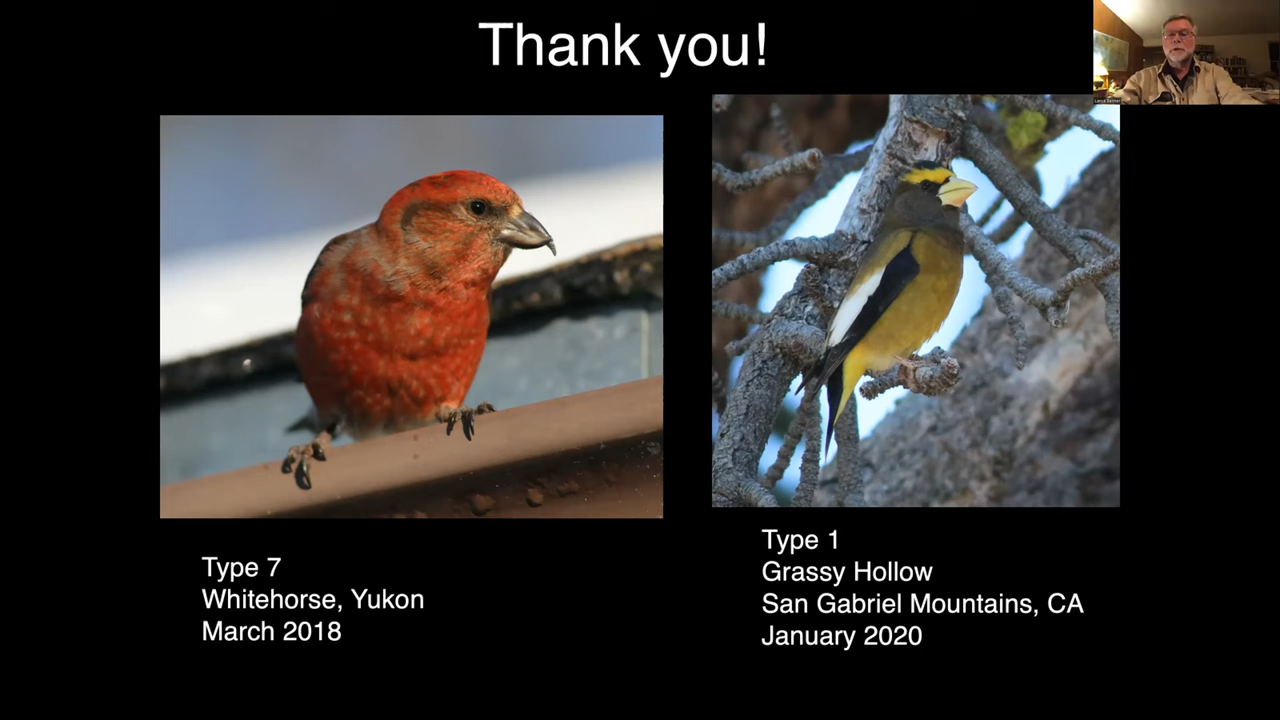 Thank you!
Type 7
Whitehorse, Yukon
March 2018
Type 1
Grassy Hollow
San Gabriel Mountains, CA
January 2020